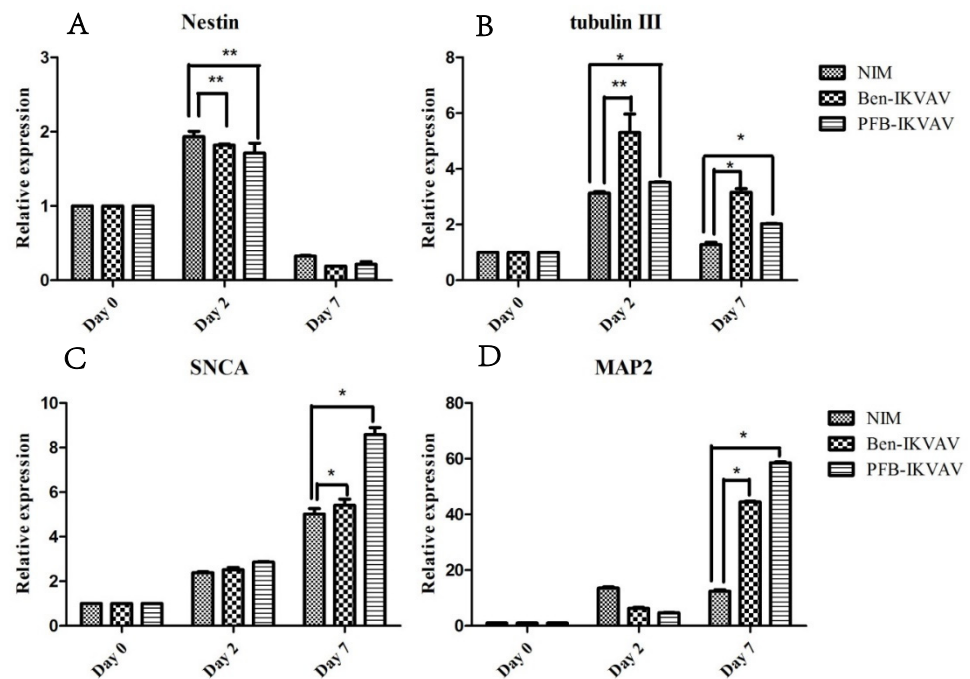 A
Nestin
Relative expression
3
2
1
0
**
**
Day 0
Day 2
Day 7
B
tubulin III
Relative expression
8
6
4
2
0
*
**
*
*
Day 0
Day 2
Day 7
NIM
Ben-IKVAV
PFB-IKVAV
C
SNCA
Relative expression
10
8
6
4
2
0
*
*
Day 0
Day 2
Day 7
D
MAP2
Relative expression
80
60
40
20
0
*
*
Day 0
Day 2
Day 7
NIM
Ben-IKVAV
PFB-IKVAV